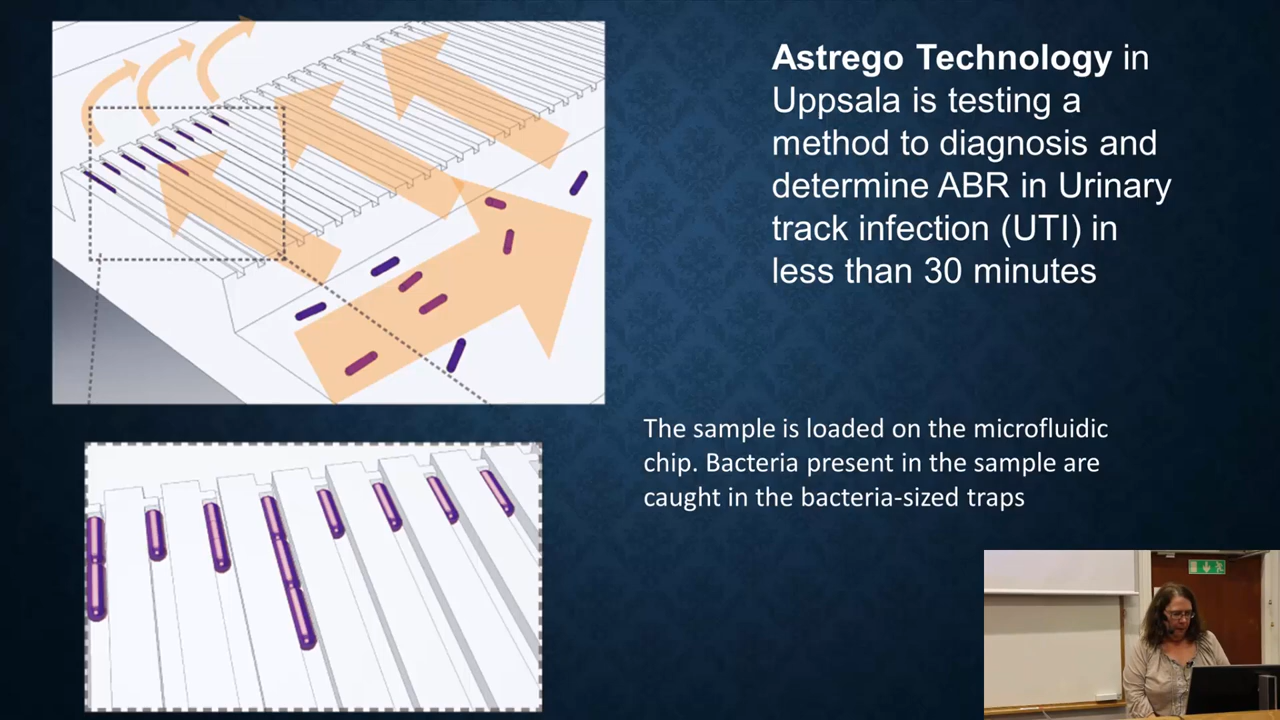 Astrego Technology in
Uppsala is testing a
method to diagnosis and
determine ABR in Urinary
track infection (UTI) in
less than 30 minutes
The sample is loaded on the microfluidic
chip. Bacteria present in the sample are
caught in the bacteria-sized traps